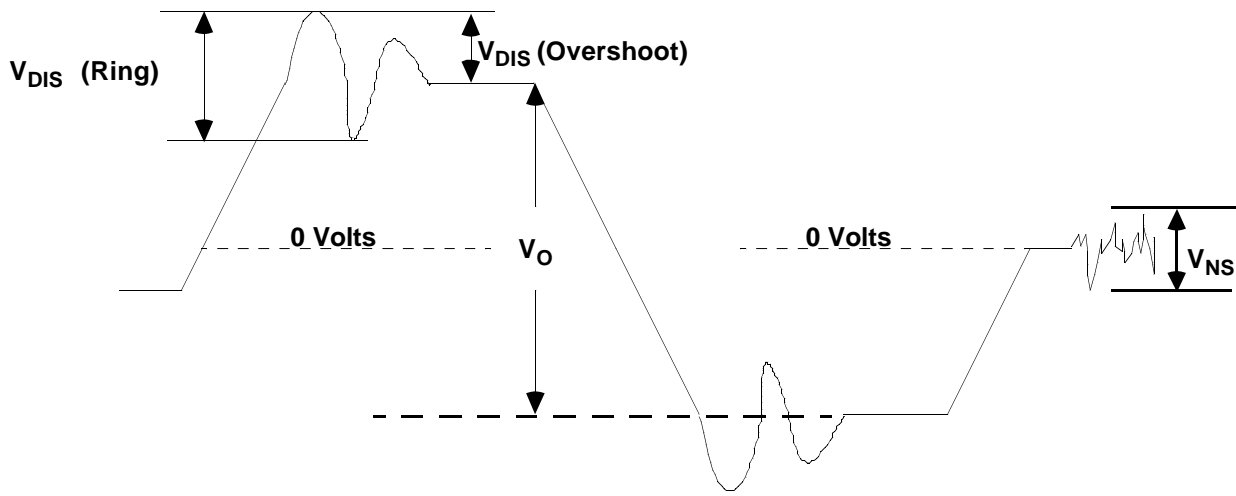 V_DIS (Ring)
V_DIS (Overshoot)
0 Volts
V_O
0 Volts
V_NS